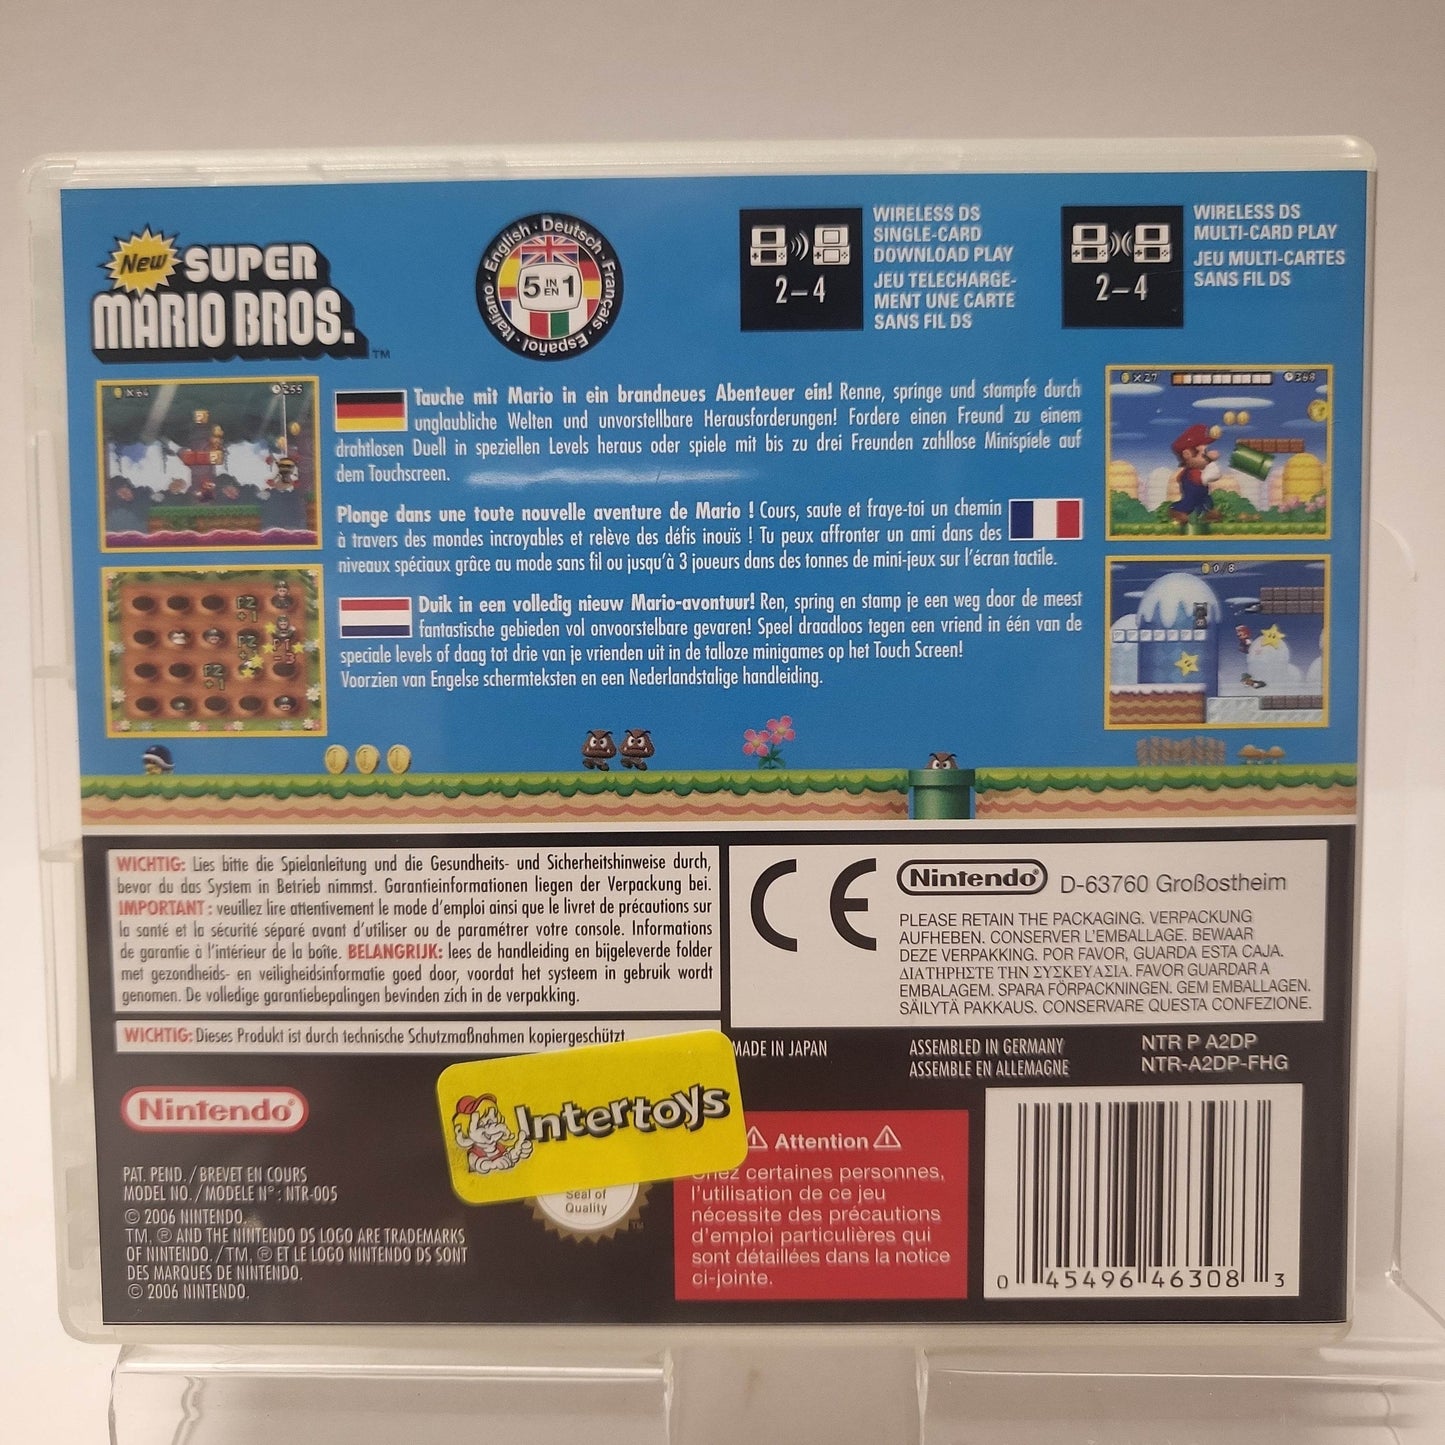 New SUPER
MARIO BROS.™
English · Deutsch · Français · Español · Italiano
5 IN EN 1
2–4
WIRELESS DS
SINGLE-CARD
DOWNLOAD PLAY
JEU TELECHARGE-
MENT UNE CARTE
SANS FIL DS
2–4
WIRELESS DS
MULTI-CARD PLAY
JEU MULTI-CARTES
SANS FIL DS
Tauche mit Mario in ein brandneues Abenteuer ein! Renne, springe und stampfe durch
unglaubliche Welten und unvorstellbare Herausforderungen! Fordere einen Freund zu einem
drahtlosen Duell in speziellen Levels heraus oder spiele mit bis zu drei Freunden zahllose Minispiele auf
dem Touchscreen.
Plonge dans une toute nouvelle aventure de Mario ! Cours, saute et fraye-toi un chemin
à travers des mondes incroyables et relève des défis inouïs ! Tu peux affronter un ami dans des
niveaux spéciaux grâce au mode sans fil ou jusqu'à 3 joueurs dans des tonnes de mini-jeux sur l'écran tactile.
Duik in een volledig nieuw Mario-avontuur! Ren, spring en stamp je een weg door de meest
fantastische gebieden vol onvoorstelbare gevaren! Speel draadloos tegen een vriend in één van de
speciale levels of daag tot drie van je vrienden uit in de talloze minigames op het Touch Screen!
Voorzien van Engelse schermteksten en een Nederlandstalige handleiding.
×64
255
P2
+1
P2
P2
+1
×27
368
0/8
WICHTIG: Lies bitte die Spielanleitung und die Gesundheits- und Sicherheitshinweise durch,
bevor du das System in Betrieb nimmst. Garantieinformationen liegen der Verpackung bei.
IMPORTANT : veuillez lire attentivement le mode d'emploi ainsi que le livret de précautions sur
la santé et la sécurité séparé avant d'utiliser ou de paramétrer votre console. Informations
de garantie à l'intérieur de la boîte. BELANGRIJK: lees de handleiding en bijgeleverde folder
met gezondheids- en veiligheidsinformatie goed door, voordat het systeem in gebruik wordt
genomen. De volledige garantiebepalingen bevinden zich in de verpakking.
WICHTIG: Dieses Produkt ist durch technische Schutzmaßnahmen kopiergeschützt.
CE
Nintendo® D-63760 Großostheim
PLEASE RETAIN THE PACKAGING. VERPACKUNG
AUFHEBEN. CONSERVER L'EMBALLAGE. BEWAAR
DEZE VERPAKKING. POR FAVOR, GUARDA ESTA CAJA.
ΔΙΑΤΗΡΗΣΤΕ ΤΗΝ ΣΥΣΚΕΥΑΣΙΑ. FAVOR GUARDAR A
EMBALAGEM. SPARA FÖRPACKNINGEN. GEM EMBALLAGEN.
SÄILYTÄ PAKKAUS. CONSERVARE QUESTA CONFEZIONE.
MADE IN JAPAN
ASSEMBLED IN GERMANY
ASSEMBLE EN ALLEMAGNE
NTR P A2DP
NTR-A2DP-FHG
Nintendo®
PAT. PEND. / BREVET EN COURS
MODEL NO. / MODELE N° : NTR-005
© 2006 NINTENDO.
TM, ® AND THE NINTENDO DS LOGO ARE TRADEMARKS
OF NINTENDO. / TM, ® ET LE LOGO NINTENDO DS SONT
DES MARQUES DE NINTENDO.
© 2006 NINTENDO.
Intertoys
Seal of
Quality
TM
⚠ Attention ⚠
Chez certaines personnes,
l'utilisation de ce jeu
nécessite des précautions
d'emploi particulières qui
sont détaillées dans la notice
ci-jointe.
0 45496 46308 3